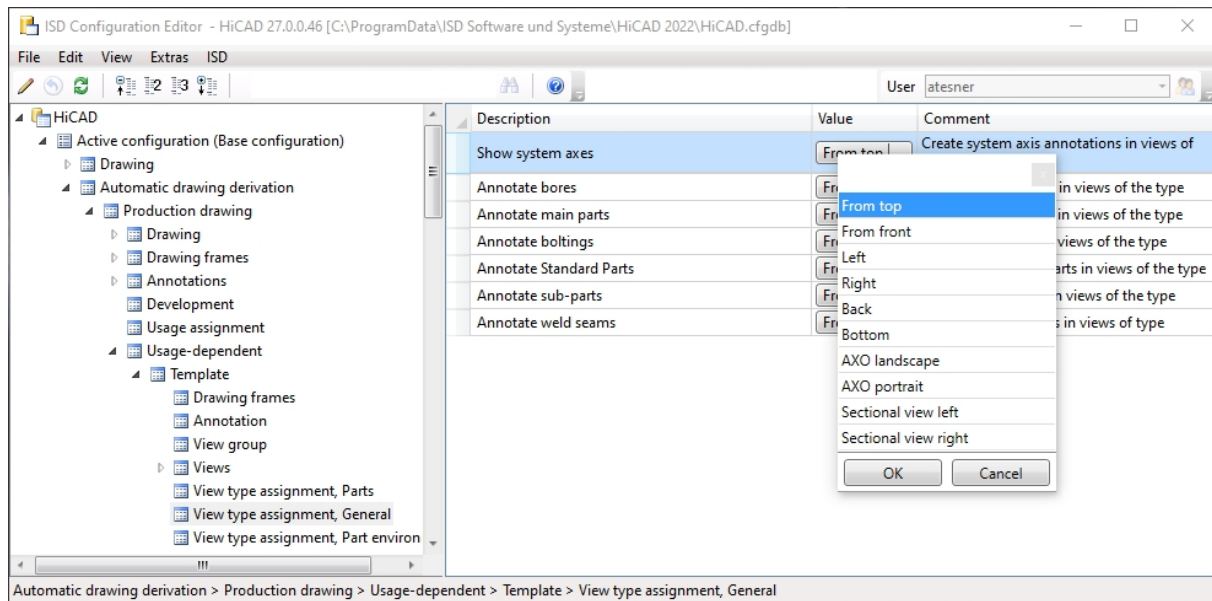 ISD Configuration Editor - HiCAD 27.0.0.46 [C:\ProgramData\ISD Software und Systeme\HiCAD 2022\HiCAD.cfgdb]
File Edit View Extras ISD
User atesner
HiCAD
Active configuration (Base configuration)
Drawing
Automatic drawing derivation
Production drawing
Drawing
Drawing frames
Annotations
Development
Usage assignment
Usage-dependent
Template
Drawing frames
Annotation
View group
Views
View type assignment, Parts
View type assignment, General
View type assignment, Part environ
Description Value Comment
Show system axes From top Create system axis annotations in views of
Annotate bores in views of the type
Annotate main parts in views of the type
Annotate boltings views of the type
Annotate Standard Parts in views of the type
Annotate sub-parts views of the type
Annotate weld seams in views of type
From top
From front
Left
Right
Back
Bottom
AXO landscape
AXO portrait
Sectional view left
Sectional view right
OK Cancel
Automatic drawing derivation > Production drawing > Usage-dependent > Template > View type assignment, General